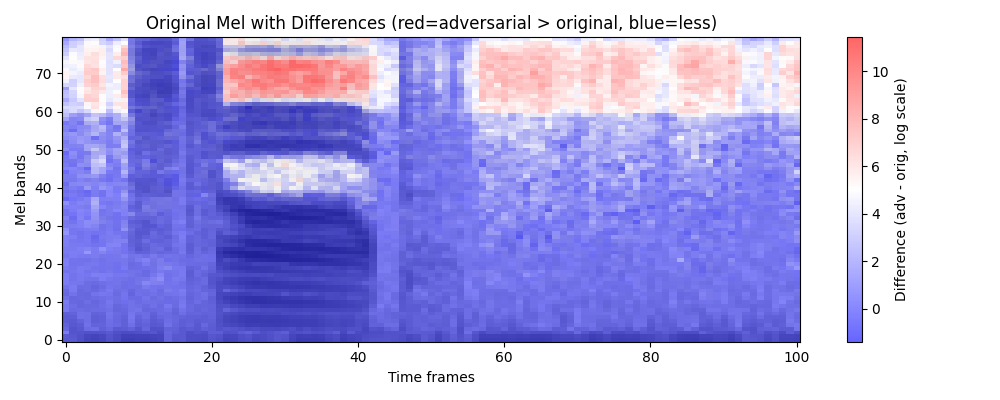 Original Mel with Differences (red=adversarial > original, blue=less)
70
60
50
40
30
20
10
0
Mel bands
0 20 40 60 80 100
Time frames
10
8
6
4
2
0
Difference (adv - orig, log scale)